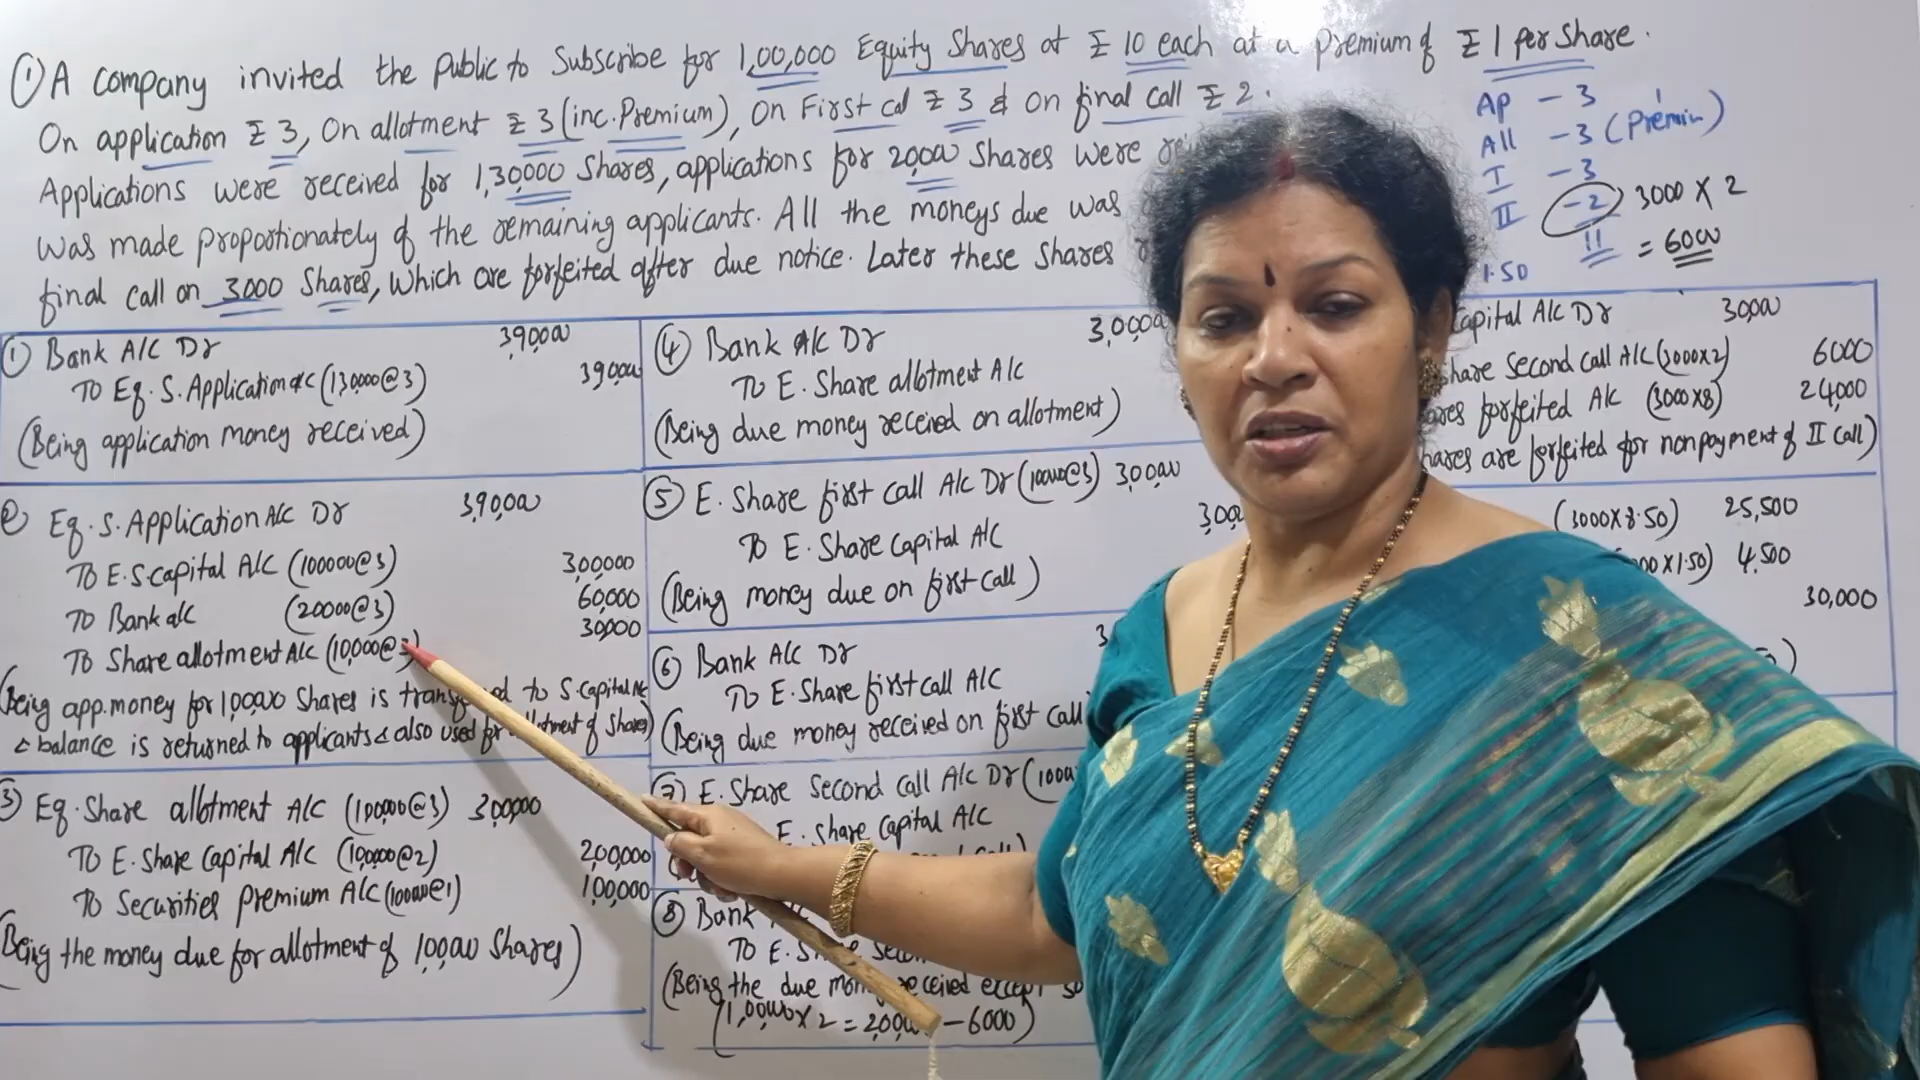 ① A company invited the public to Subscribe for 1,00,000 Equity Shares at ₹ 10 each at a premium of ₹ 1 per share.
On application ₹ 3, On allotment ₹ 3 (inc. Premium), On First call ₹ 3 & On final call ₹ 2.
Applications were received for 1,30,000 Shares, applications for 20,000 Shares were
was made proportionately of the remaining applicants. All the moneys due was
final call on 3000 Shares, which are forfeited after due notice. Later these shares
Ap - 3
All - 3 (Premium)
I - 3
II - 2 3000 X 2
11 = 6000
1.50
① Bank A/C Dr 3,90,000
To Eq. S. Application A/C (1,30,000@3) 3,90,000
(Being application money received)
② Eq. S. Application A/C Dr 3,90,000
To E.S. Capital A/C (100000@3) 3,00,000
To Bank a/c (20000@3) 60,000
To Share allotment A/C (10,000@3) 30,000
(Being app. money for 1,00,000 shares is to S. Capital A/C
& balance is returned to applicants & also used for allotment of shares)
③ Eq. Share allotment A/C (1,00,000@3) 3,00,000
To E. Share Capital A/C (1,00,000@2) 2,00,000
To Securities premium A/C (100000@1) 1,00,000
(Being the money due for allotment of 1,00,000 Shares)
④ Bank A/C Dr
To E. Share allotment A/C
(Being due money received on allotment)
⑤ E. Share first call A/C Dr (100000@3) 3,00,000
To E. Share Capital A/C
(Being money due on first call)
⑥ Bank A/C Dr
To E. Share first call A/C
(Being due money received on first call
⑦ E. Share Second call A/C Dr
E. Share Capital A/C
⑧ Bank
To E. Share
(Being the due money received except
(1,00,000 X 2 = 2,00,000 - 6000)
Capital A/C Dr 30,000
Share Second call A/C (3000X2) 6000
forfeited A/C (3000X8) 24,000
are forfeited for nonpayment of II call)
(3000X8.50) 25,500
X1.50) 4,500
30,000